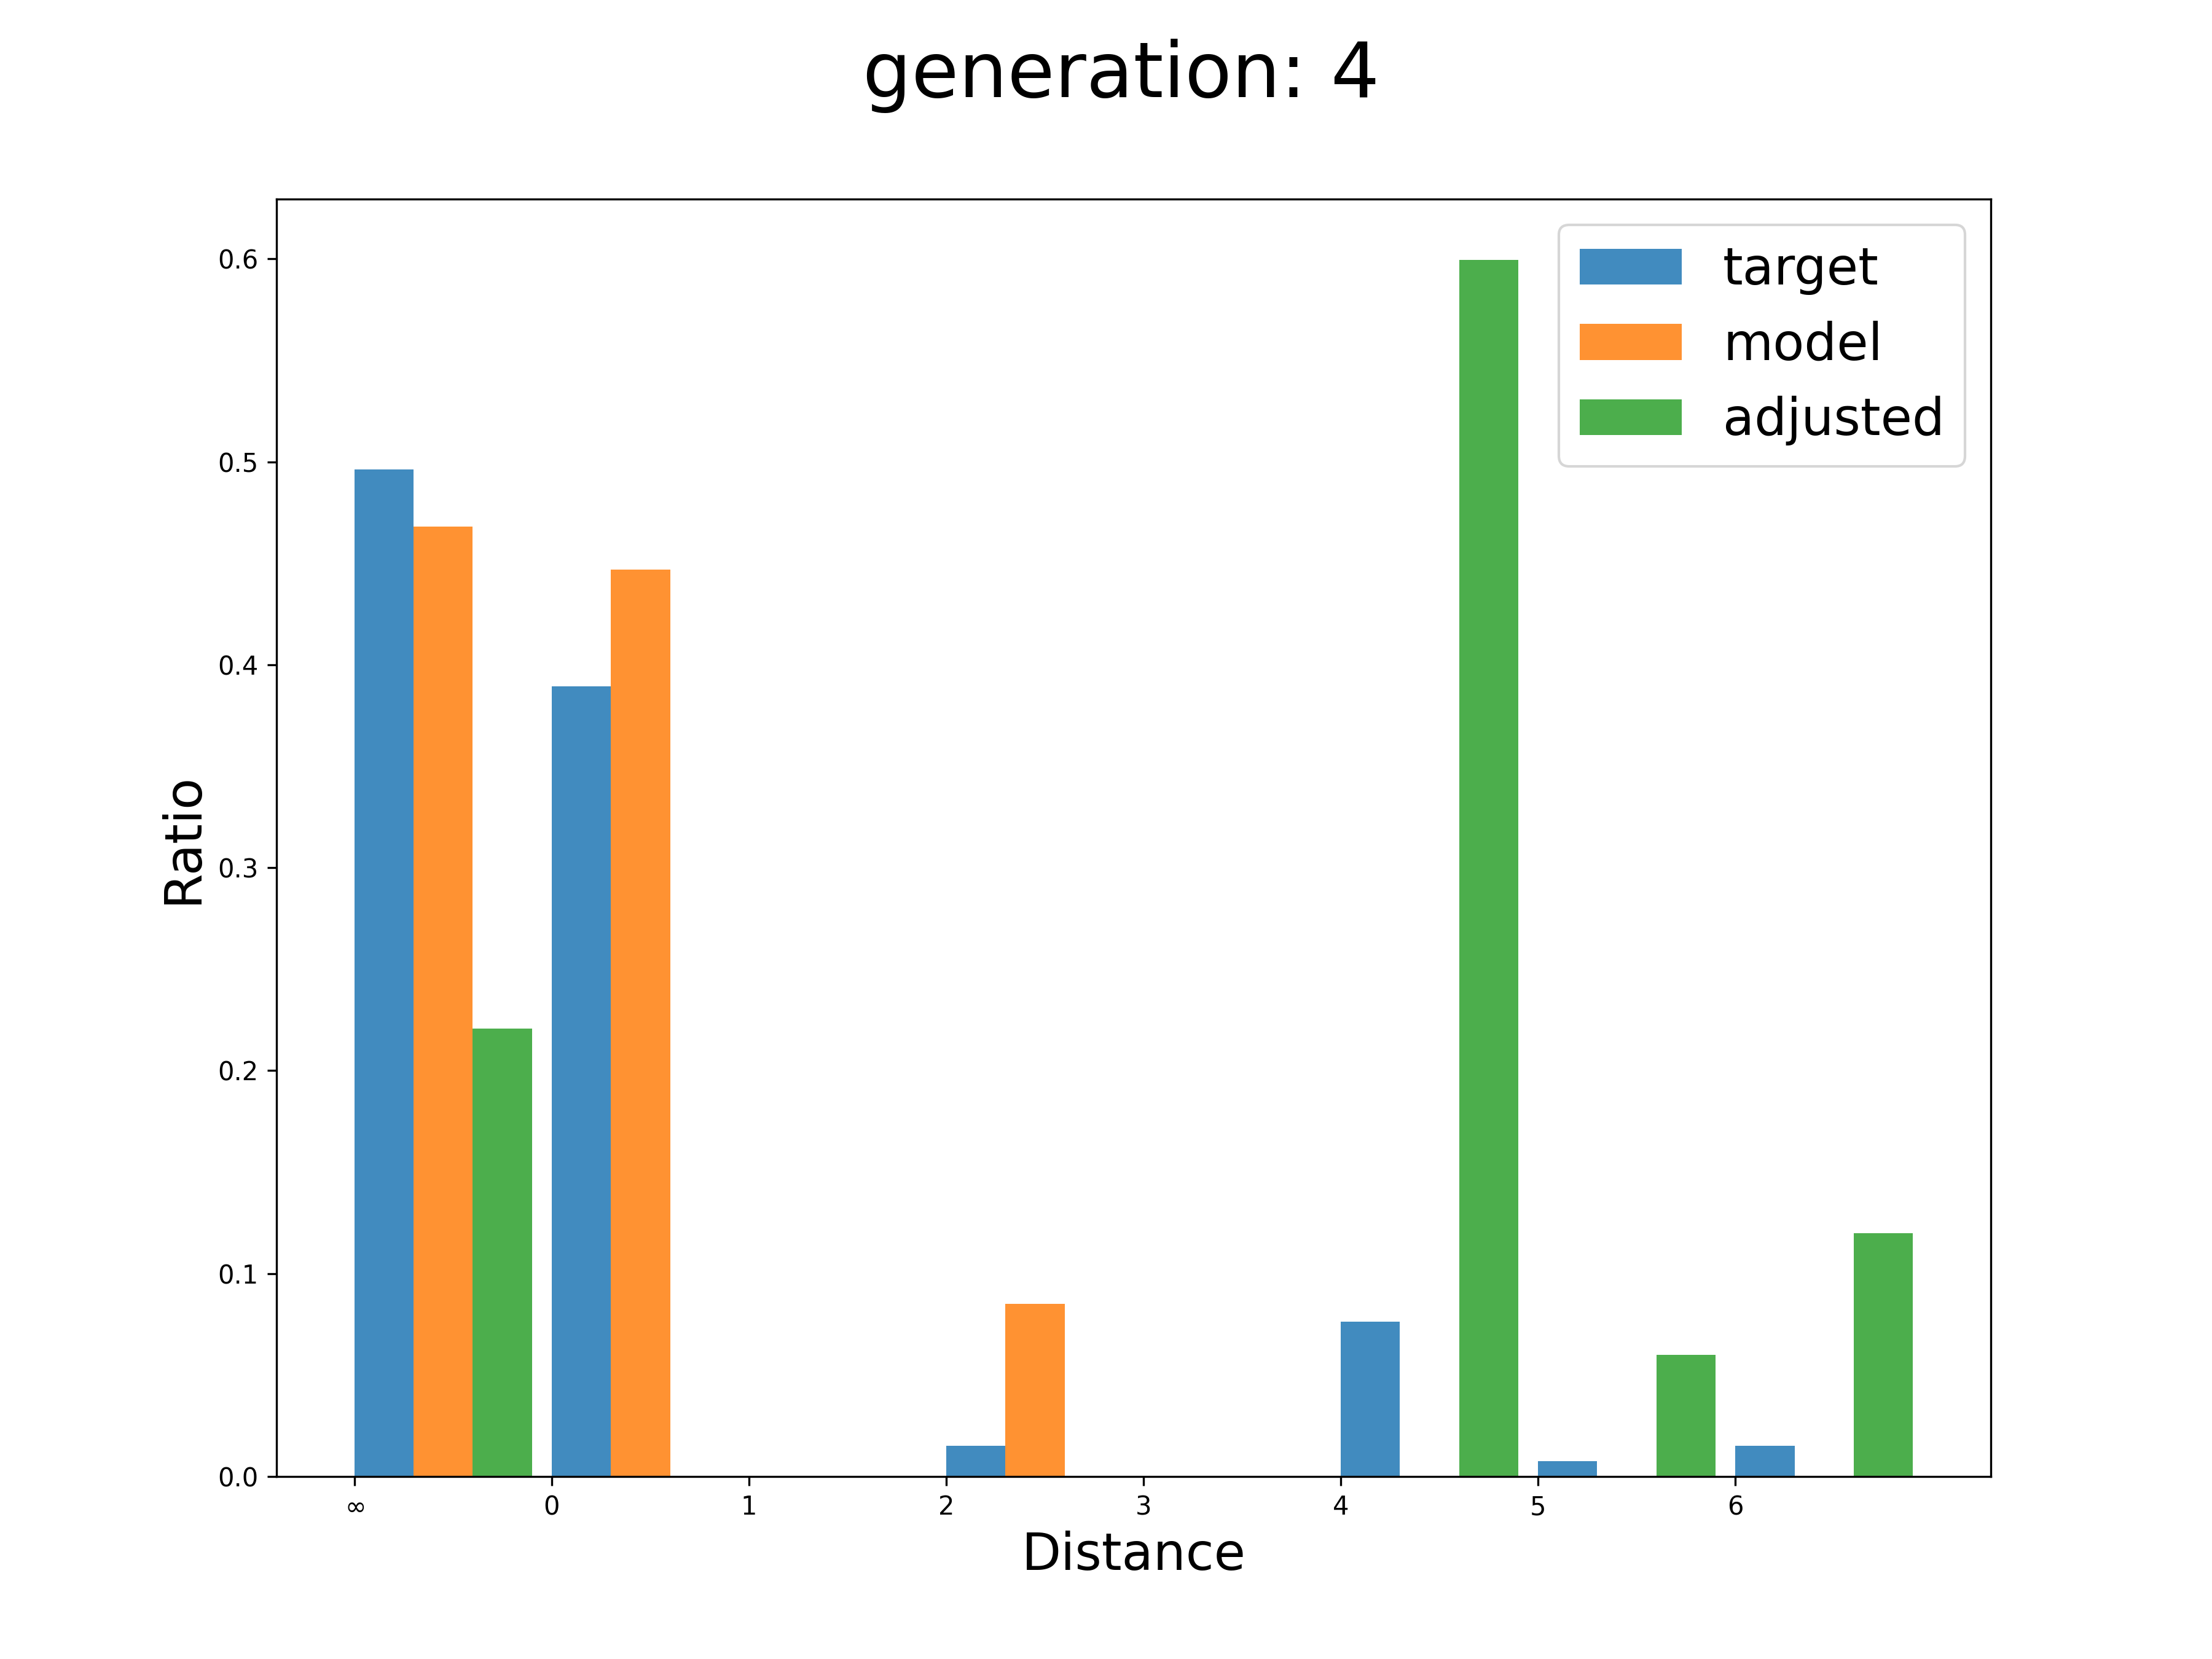 generation: 4
target
model
adjusted
Ratio
0.6
0.5
0.4
0.3
0.2
0.1
0.0
∞ 0 1 2 3 4 5 6
Distance